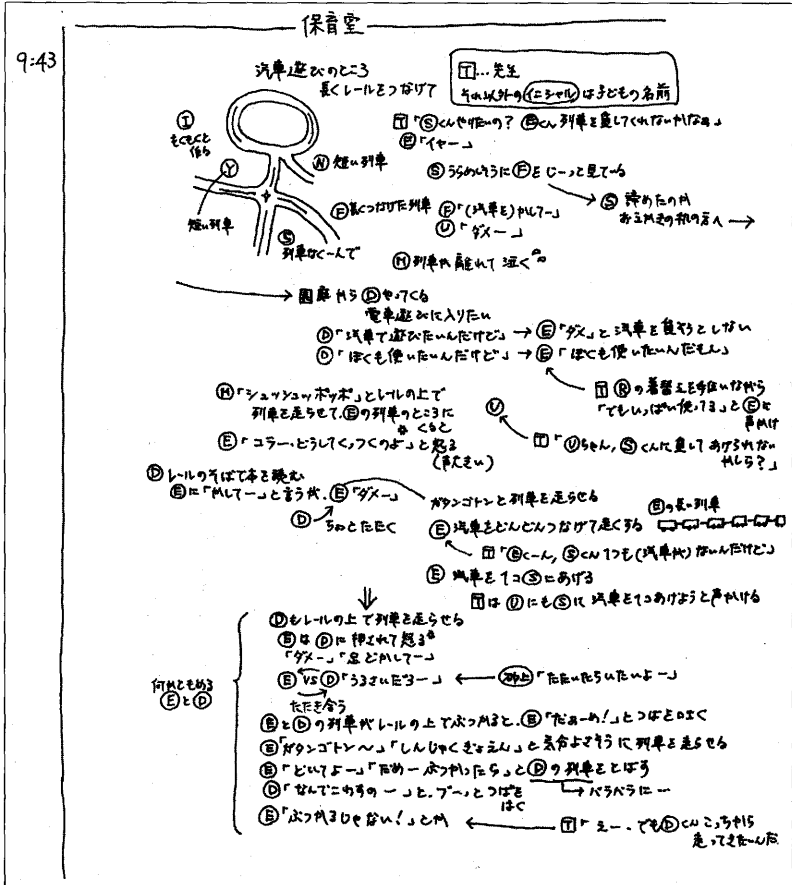 保育室
9:43
汽車遊びのところ
長くレールをつなげて
T…先生
それ以外のイニシャルは子どもの名前
I
もくもくと
作る
Y
短い列車
N 短い列車
F 長くつなげた列車
S
列車なくーんで
T「Sくんやりたいの? Eくん列車を貸してくれないかなぁ」
E「イヤー」
S うらめしそうにFをじーっと見ている
S 諦めたのか
お立かきの机の方へ
F「(汽車を)かしてー」
U「ダメー」
M 列車が離れて泣く
園庭からDやってくる
電車遊びに入りたい
D「汽車で遊びたいんだけど」→E「ダメ」と汽車を貸そうとしない
D「ぼくも使いたいんだけど」→E「ぼくも使いたいんだもん」
T Rの着替えを手伝いながら
「でもいっぱい使ってる」とEに
声かけ
M「シュッシュッポッポ」とレールの上で
列車を走らせて、Eの列車のところに
くると
E「コラー、どうしてくっつくのよ」と怒る
(声大きい)
U
T「Uちゃん、Sくんに貸してあげられない
かしら?」
D レールのそばで本を読む
Eに「かしてー」と言うが、E「ダメー」
D ちょとたたく
ガタンゴトンと列車を走らせる
Eの長い列車
E 汽車をどんどんつなげて長くする
T「Eくーん、Sくん1つも(汽車が)ないんだけど」
E 汽車を1コSにあげる
TはUにもSに汽車を1コあげようと声かける
Dもレールの上で列車を走らせる
EはDに押されて怒る
「ダメー」「足どかしてー」
何かともめる
EとD
E VS D「うるさいだろー」
「たたいたらいたいよー」
たたき合う
EとDの列車がレールの上でぶつかると、E「だぁーめ!」とつばをはく
E「ガタンゴトン〜」「しんじゅくぎょえん」と気分よさそうに列車を走らせる
E「どいてよー」「だめーぶつかったら」とDの列車をとばす
バラバラに…
D「なんでこわすのー」と、プーッとつばを
はく
E「ぶつかるじゃない!」とか
T「えー、でもDくんこっちから
走ってきたいんだ